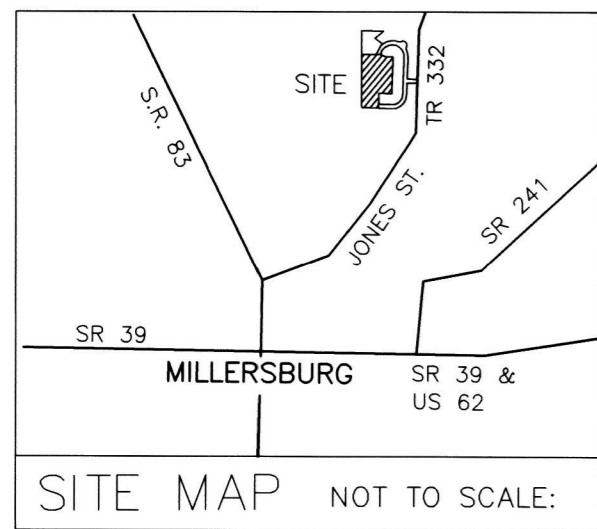 SITE
TR 332
S.R. 83
JONES ST.
SR 241
SR 39
MILLERSBURG
SR 39 &
US 62
SITE MAP NOT TO SCALE: